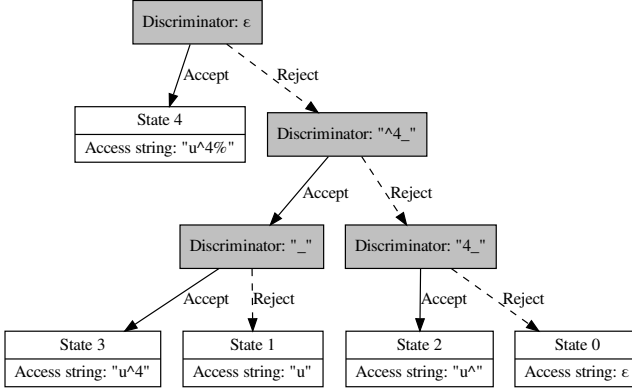 Discriminator: ε
Accept
Reject
State 4
Access string: "u^4%"
Discriminator: "^4_"
Accept
Reject
Discriminator: "_"
Discriminator: "4_"
Accept
Reject
Accept
Reject
State 3
Access string: "u^4"
State 1
Access string: "u"
State 2
Access string: "u^"
State 0
Access string: ε